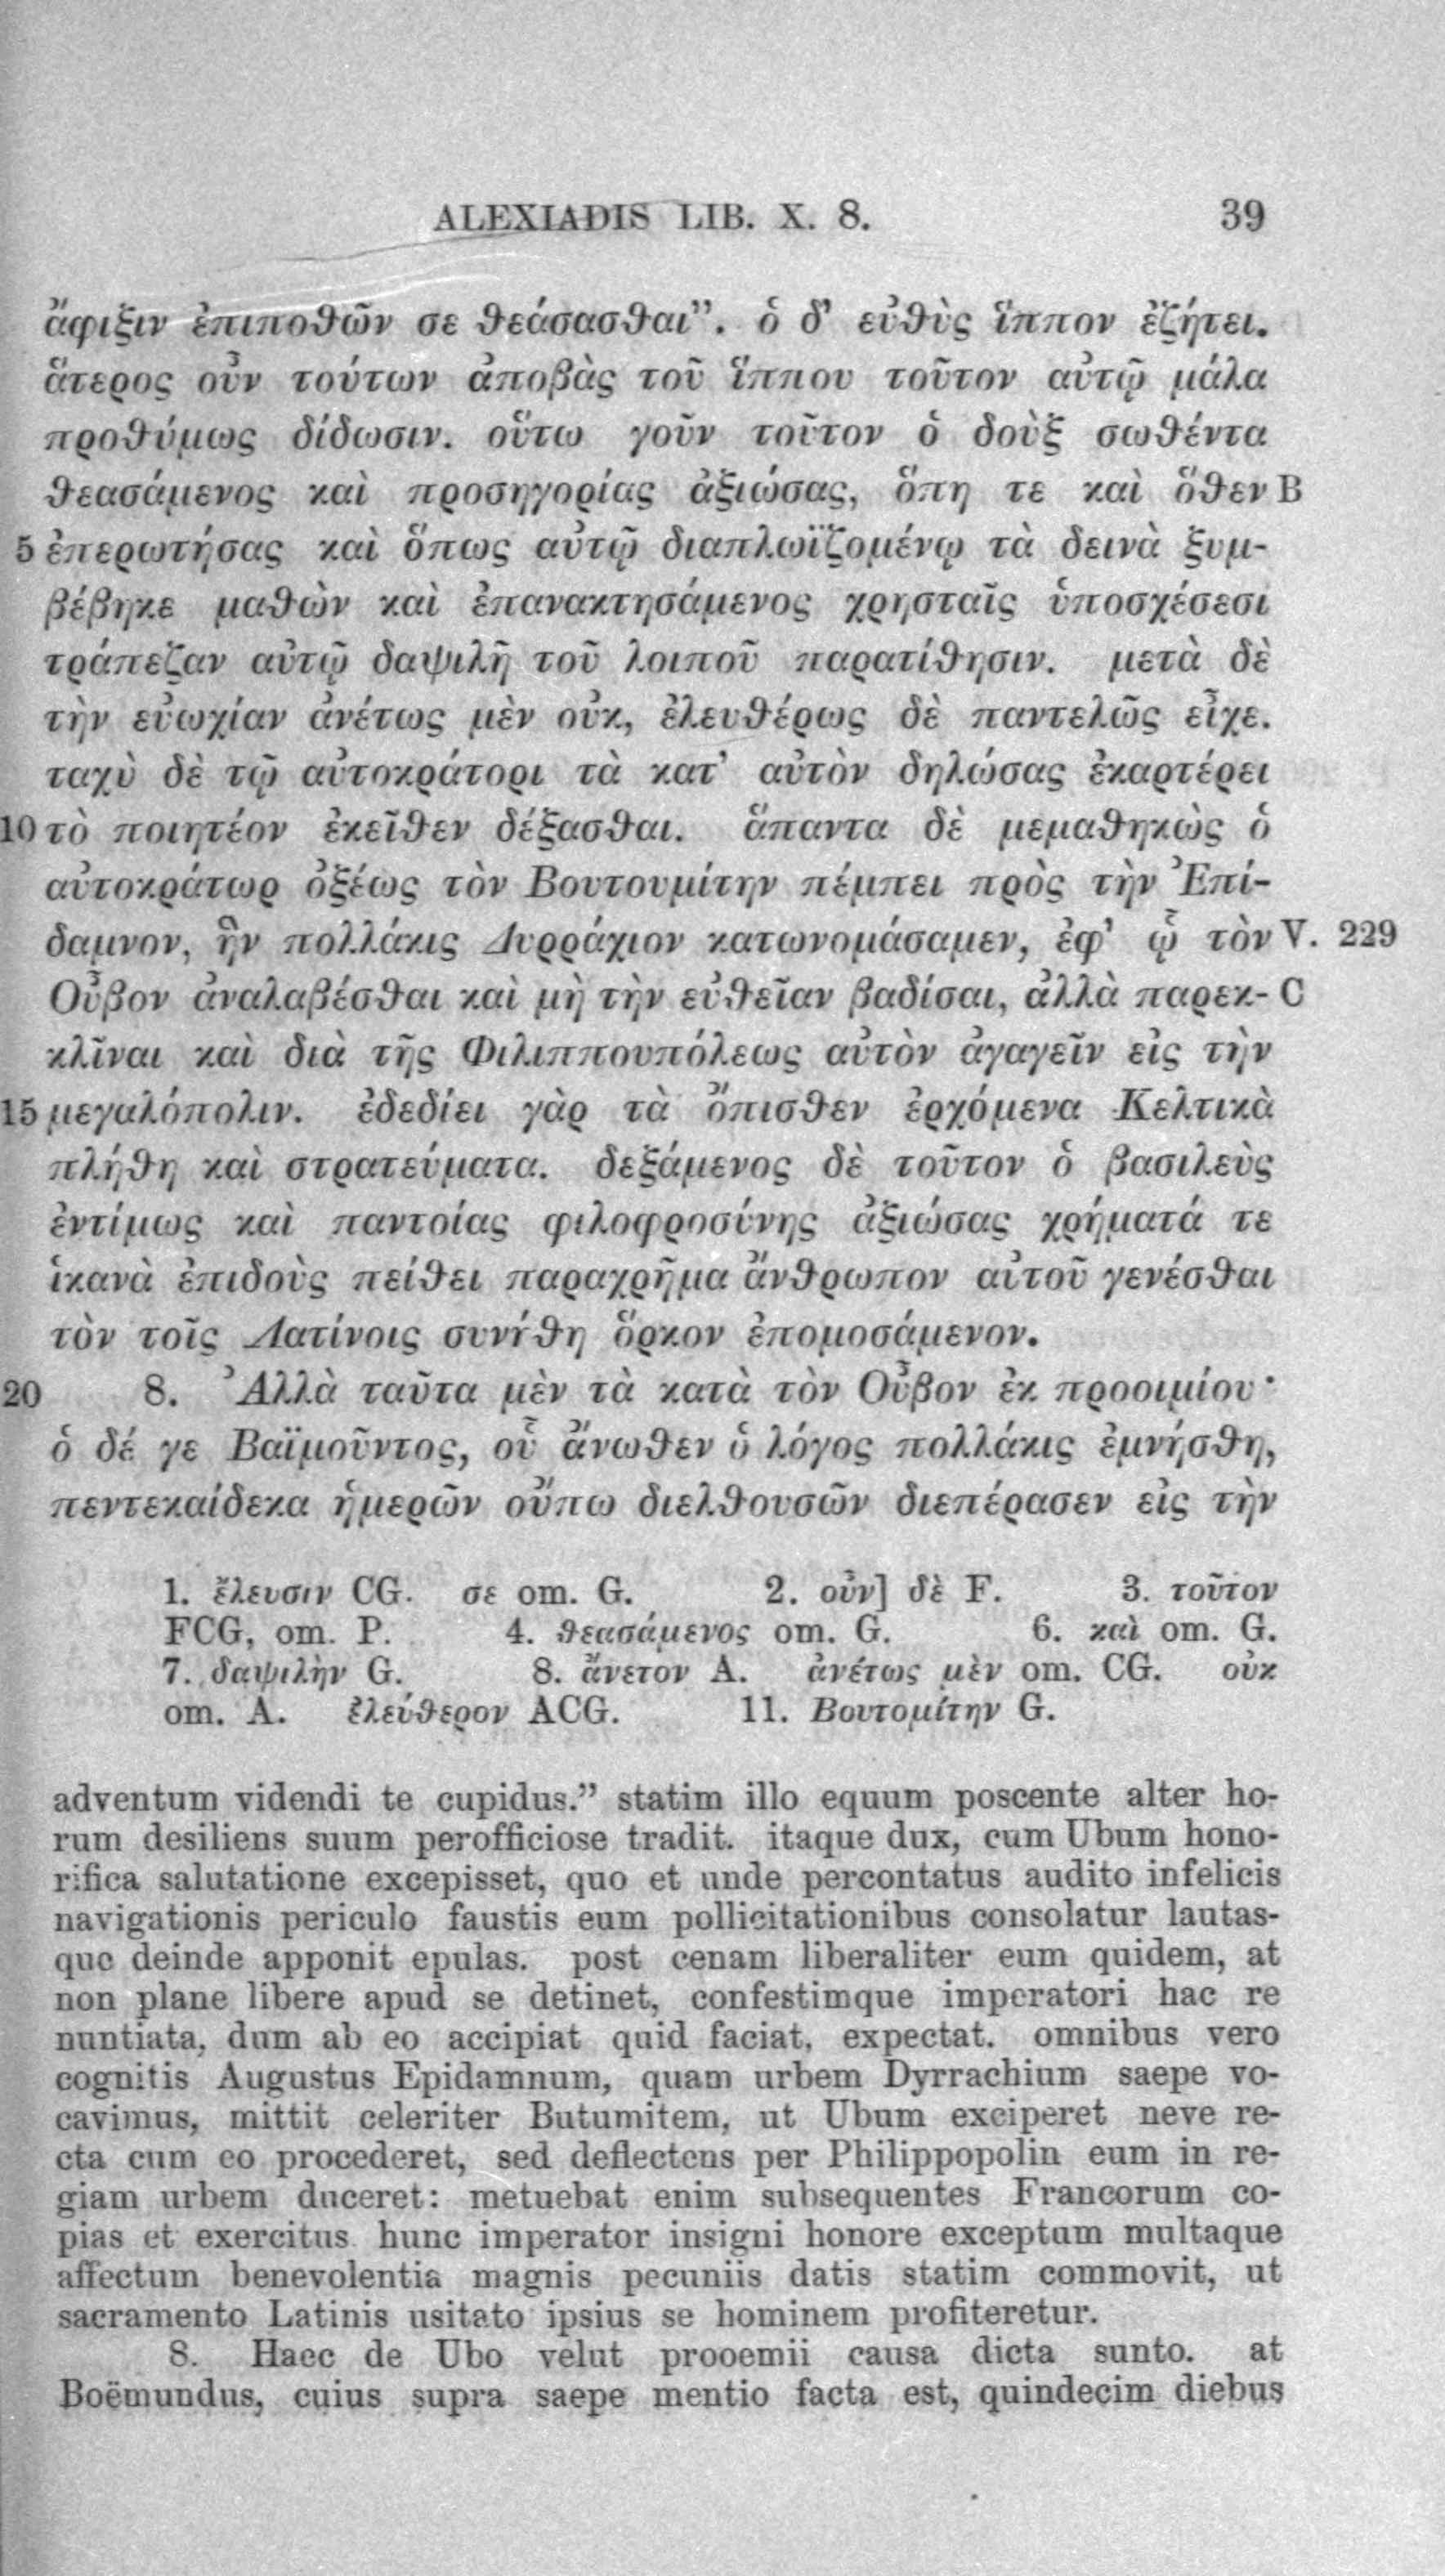 ALEXIADIS LIB. X. 8. 39
ἄφιξιν ἐπιποθῶν σε θεάσασθαι”. ὁ δ’ εὐθὺς ἵππον ἐζήτει.
ἅτερος οὖν τούτων ἀποβὰς τοῦ ἵππου τοῦτον αὐτῷ μάλα
προθύμως δίδωσιν. οὕτω γοῦν τοῦτον ὁ δοὺξ σωθέντα
θεασάμενος καὶ προσηγορίας ἀξιώσας, ὅπη τε καὶ ὅθεν B
5 ἐπερωτήσας καὶ ὅπως αὐτῷ διαπλωϊζομένῳ τὰ δεινὰ ξυμ-
βέβηκε μαθὼν καὶ ἐπανακτησάμενος χρησταῖς ὑποσχέσεσι
τράπεζαν αὐτῷ δαψιλῆ τοῦ λοιποῦ παρατίθησιν. μετὰ δὲ
τὴν εὐωχίαν ἀνέτως μὲν οὐκ, ἐλευθέρως δὲ παντελῶς εἶχε.
ταχὺ δὲ τῷ αὐτοκράτορι τὰ κατ’ αὐτὸν δηλώσας ἐκαρτέρει
10 τὸ ποιητέον ἐκεῖθεν δέξασθαι. ἅπαντα δὲ μεμαθηκὼς ὁ
αὐτοκράτωρ ὀξέως τὸν Βουτουμίτην πέμπει πρὸς τὴν Ἐπί-
δαμνον, ἣν πολλάκις Δυρράχιον κατωνομάσαμεν, ἐφ’ ᾧ τὸν V. 229
Οὖβον ἀναλαβέσθαι καὶ μὴ τὴν εὐθεῖαν βαδίσαι, ἀλλὰ παρεκ- C
κλῖναι καὶ διὰ τῆς Φιλιππουπόλεως αὐτὸν ἀγαγεῖν εἰς τὴν
15 μεγαλόπολιν. ἐδεδίει γὰρ τὰ ὄπισθεν ἐρχόμενα Κελτικὰ
πλήθη καὶ στρατεύματα. δεξάμενος δὲ τοῦτον ὁ βασιλεὺς
ἐντίμως καὶ παντοίας φιλοφροσύνης ἀξιώσας χρήματά τε
ἱκανὰ ἐπιδοὺς πείθει παραχρῆμα ἄνθρωπον αὐτοῦ γενέσθαι
τὸν τοῖς Λατίνοις συνήθη ὅρκον ἐπομοσάμενον.
20 8. Ἀλλὰ ταῦτα μὲν τὰ κατὰ τὸν Οὖβον ἐκ προοιμίου·
ὁ δέ γε Βαϊμοῦντος, οὗ ἄνωθεν ὁ λόγος πολλάκις ἐμνήσθη,
πεντεκαίδεκα ἡμερῶν οὔπω διελθουσῶν διεπέρασεν εἰς τὴν
1. ἔλευσιν CG. σε om. G. 2. οὖν] δὲ F. 3. τοῦτον
FCG, om. P. 4. θεασάμενος om. G. 6. καὶ om. G.
7. δαψιλὴν G. 8. ἄνετον A. ἀνέτως μὲν om. CG. οὐκ
om. A. ἐλεύθερον ACG. 11. Βουτομίτην G.
adventum videndi te cupidus.” statim illo equum poscente alter ho-
rum desiliens suum perofficiose tradit. itaque dux, cum Ubum hono-
rifica salutatione excepisset, quo et unde percontatus audito infelicis
navigationis periculo faustis eum pollicitationibus consolatur lautas-
que deinde apponit epulas. post cenam liberaliter eum quidem, at
non plane libere apud se detinet, confestimque imperatori hac re
nuntiata, dum ab eo accipiat quid faciat, expectat. omnibus vero
cognitis Augustus Epidamnum, quam urbem Dyrrachium saepe vo-
cavimus, mittit celeriter Butumitem, ut Ubum exciperet neve re-
cta cum eo procederet, sed deflectens per Philippopolin eum in re-
giam urbem duceret: metuebat enim subsequentes Francorum co-
pias et exercitus. hunc imperator insigni honore exceptum multaque
affectum benevolentia magnis pecuniis datis statim commovit, ut
sacramento Latinis usitato ipsius se hominem profiteretur.
8. Haec de Ubo velut prooemii causa dicta sunto. at
Boëmundus, cuius supra saepe mentio facta est, quindecim diebus